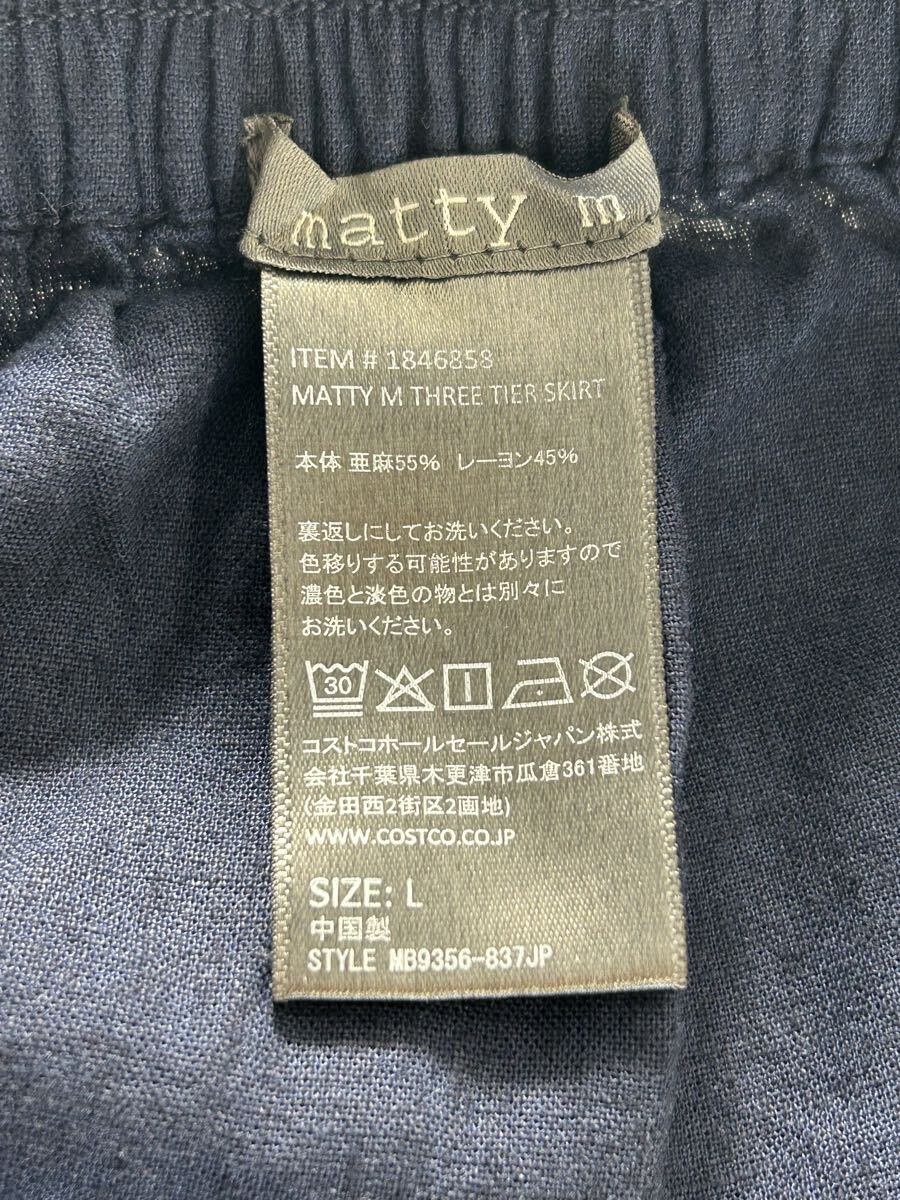 matty m
ITEM # 1846858
MATTY M THREE TIER SKIRT
本体 亜麻55% レーヨン45%
裏返しにしてお洗いください。
色移りする可能性がありますので
濃色と淡色の物とは別々に
お洗いください。
30
コストコホールセールジャパン株式
会社千葉県木更津市瓜倉361番地
(金田西2街区2画地)
WWW.COSTCO.CO.JP
SIZE: L
中国製
STYLE MB9356-837JP